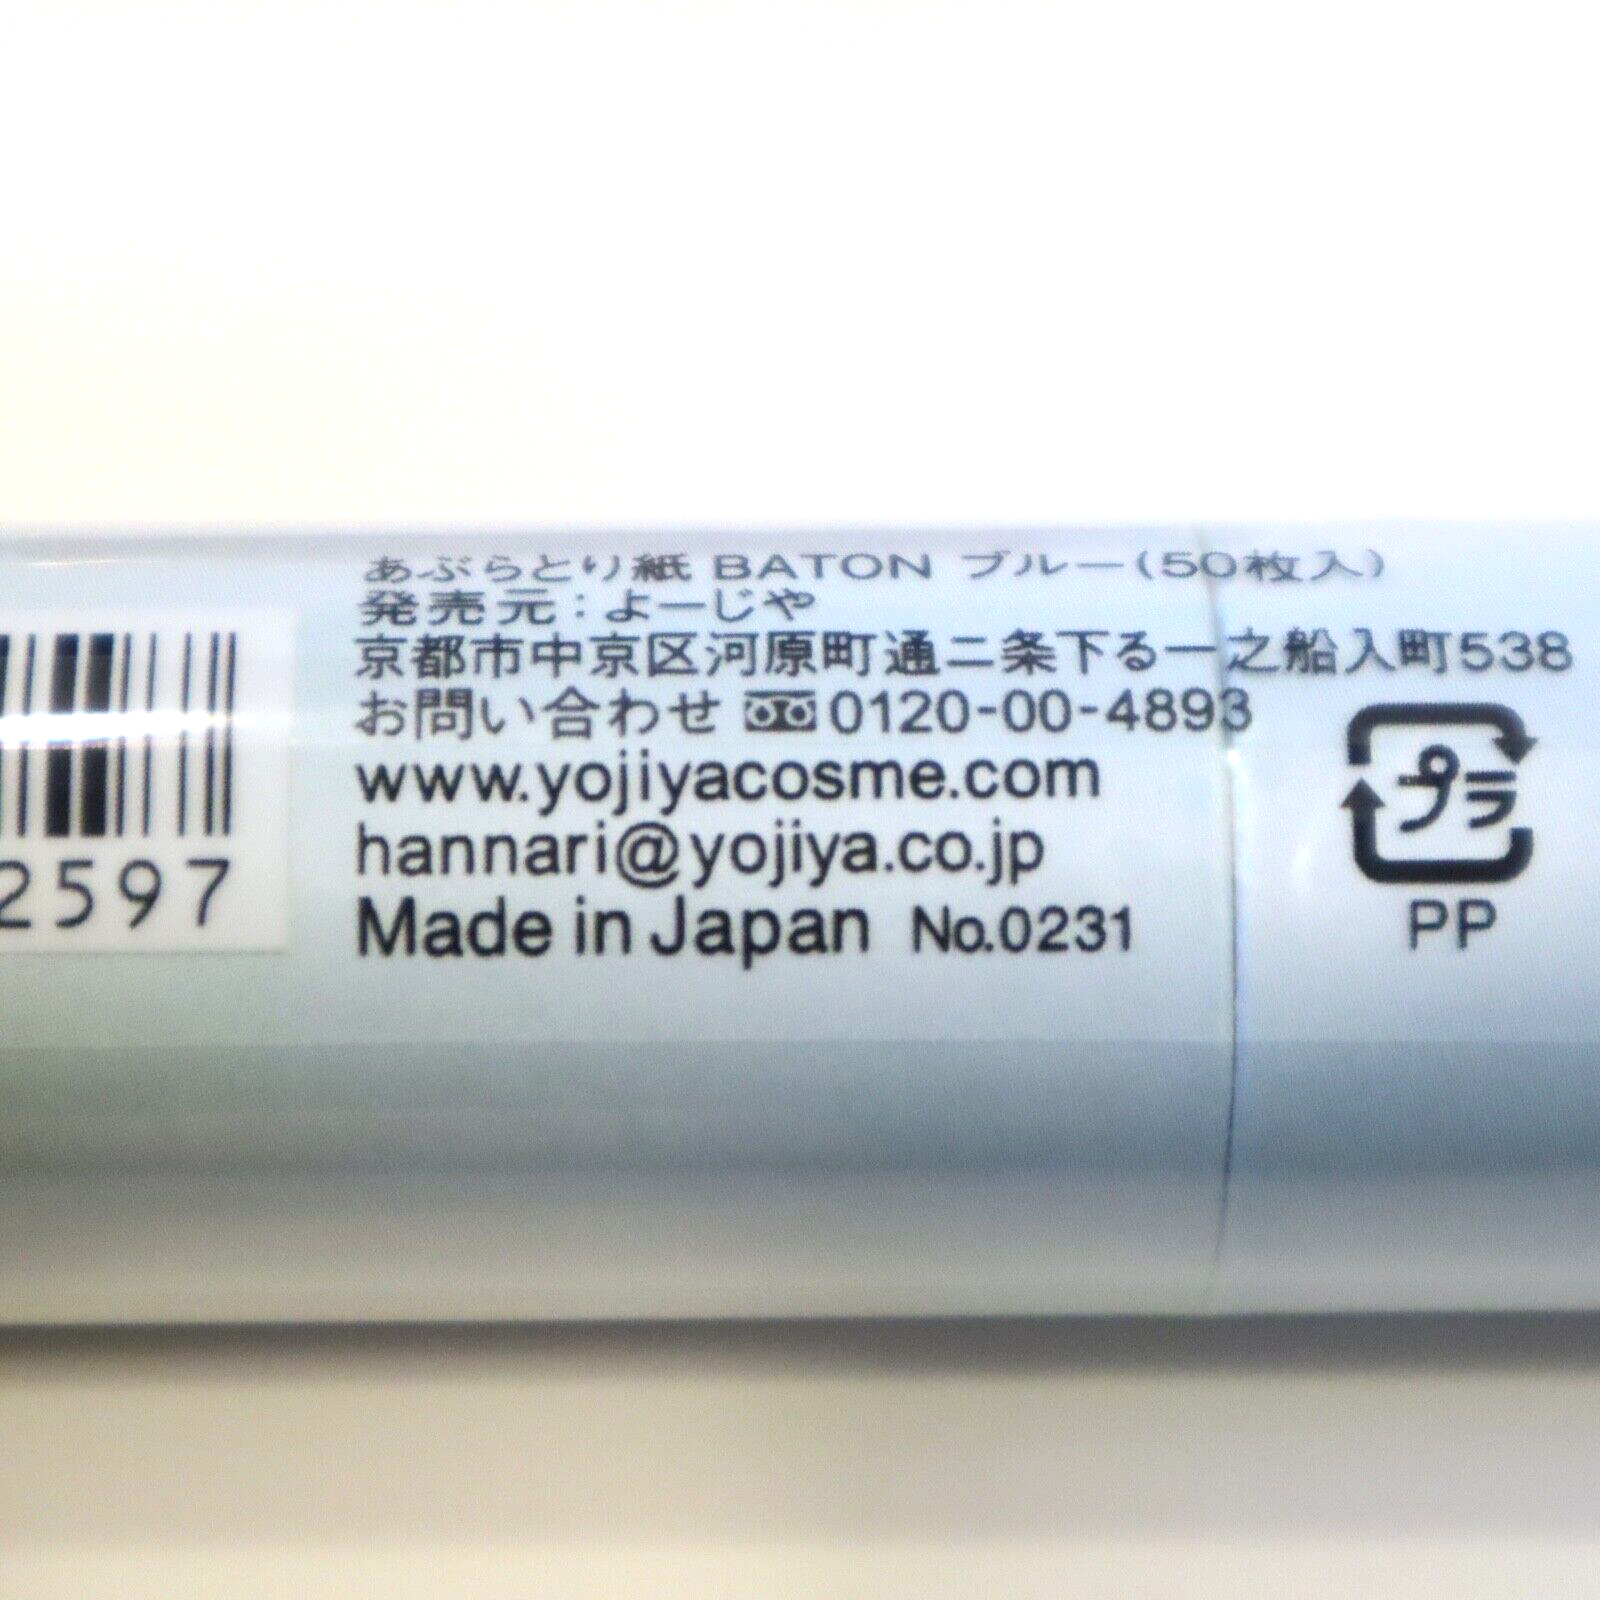 あぶらとり紙 BATON ブルー(50枚入)
発売元:よーじや
京都市中京区河原町通二条下る一之船入町538
お問い合わせ 0120-00-4893
www.yojiyacosme.com
hannari@yojiya.co.jp
Made in Japan No.0231
2597
プラ
PP